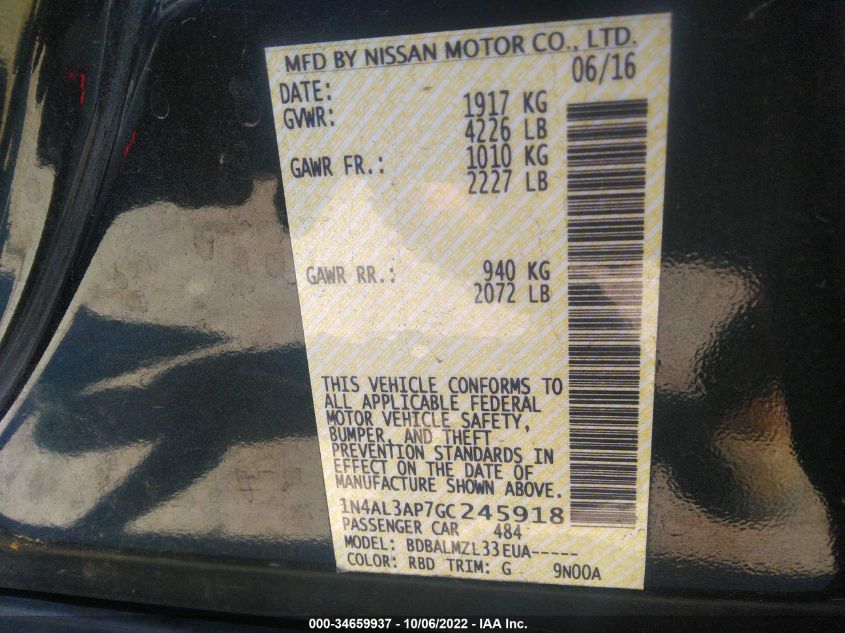 MFD BY NISSAN MOTOR CO., LTD.
DATE: 06/16
GVWR: 1917 KG
4226 LB
GAWR FR.: 1010 KG
2227 LB
GAWR RR.: 940 KG
2072 LB
THIS VEHICLE CONFORMS TO
ALL APPLICABLE FEDERAL
MOTOR VEHICLE SAFETY,
BUMPER, AND THEFT
PREVENTION STANDARDS IN
EFFECT ON THE DATE OF
MANUFACTURE SHOWN ABOVE.
1N4AL3AP7GC245918
PASSENGER CAR 484
MODEL: BDBALMZL33EUA-----
COLOR: RBD TRIM: G 9N00A
000-34659937 - 10/06/2022 - IAA Inc.